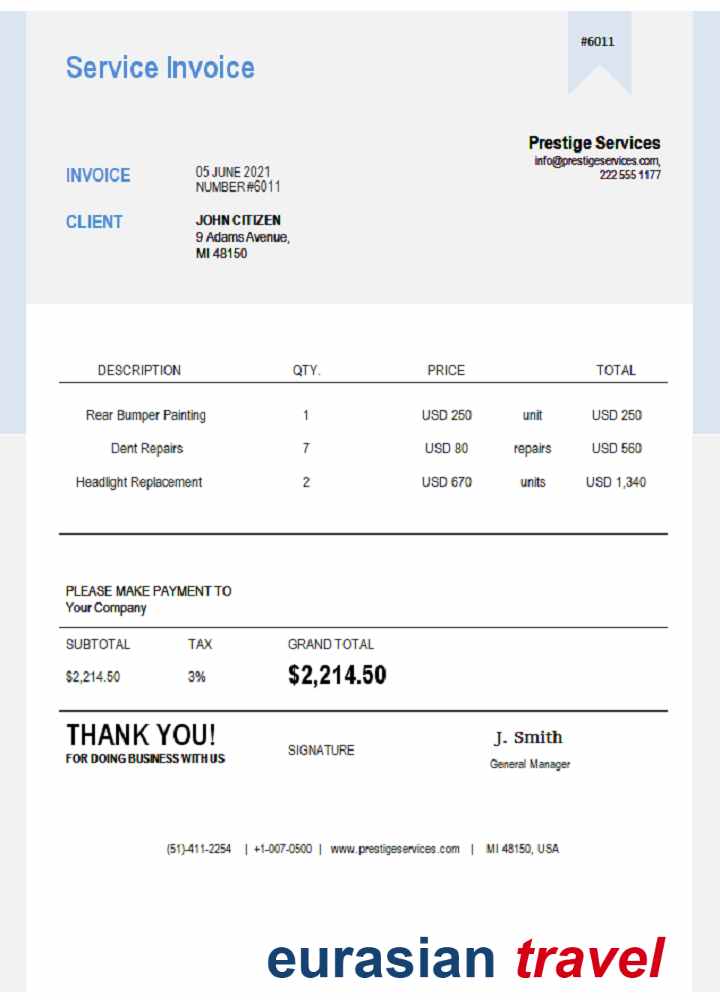 #6011
Service Invoice
Prestige Services
info@prestigeservices.com,
222 555 1177
INVOICE 05 JUNE 2021
NUMBER#6011
CLIENT JOHN CITIZEN
9 Adams Avenue,
MI 48150
DESCRIPTION QTY. PRICE TOTAL
Rear Bumper Painting 1 USD 250 unit USD 250
Dent Repairs 7 USD 80 repairs USD 560
Headlight Replacement 2 USD 670 units USD 1,340
PLEASE MAKE PAYMENT TO
Your Company
SUBTOTAL TAX GRAND TOTAL
$2,214.50 3% $2,214.50
THANK YOU!
FOR DOING BUSINESS WITH US
SIGNATURE
J. Smith
General Manager
(51)-411-2254 | +1-007-0500 | www.prestigeservices.com | MI 48150, USA
eurasian travel